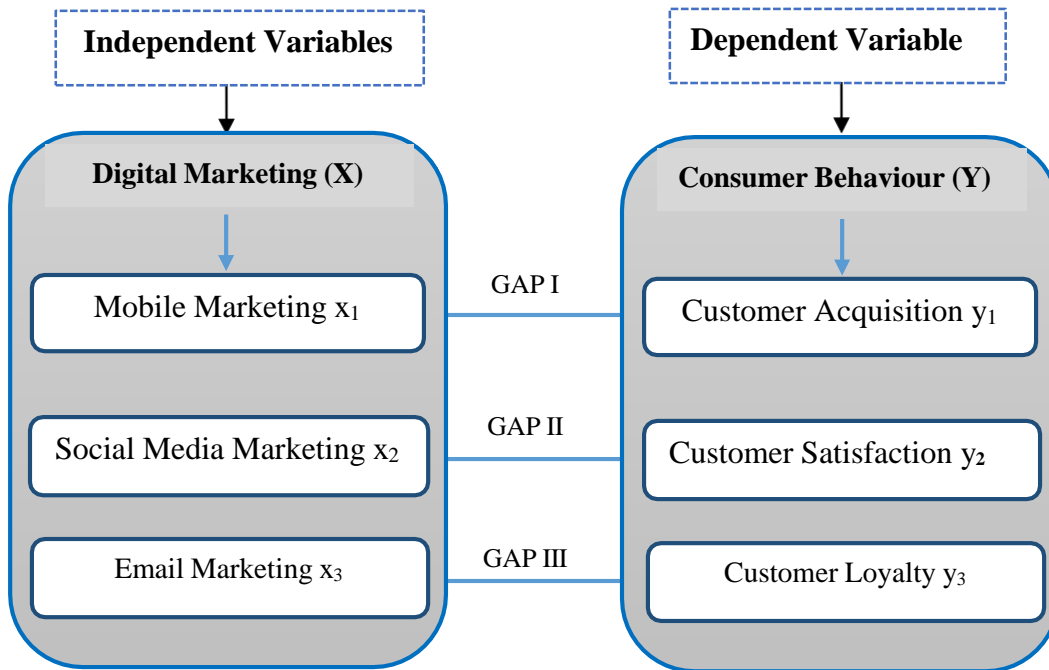 Independent Variables
Dependent Variable
Digital Marketing (X)
Consumer Behaviour (Y)
GAP I
Mobile Marketing x₁
Customer Acquisition y₁
GAP II
Social Media Marketing x₂
Customer Satisfaction y₂
GAP III
Email Marketing x₃
Customer Loyalty y₃